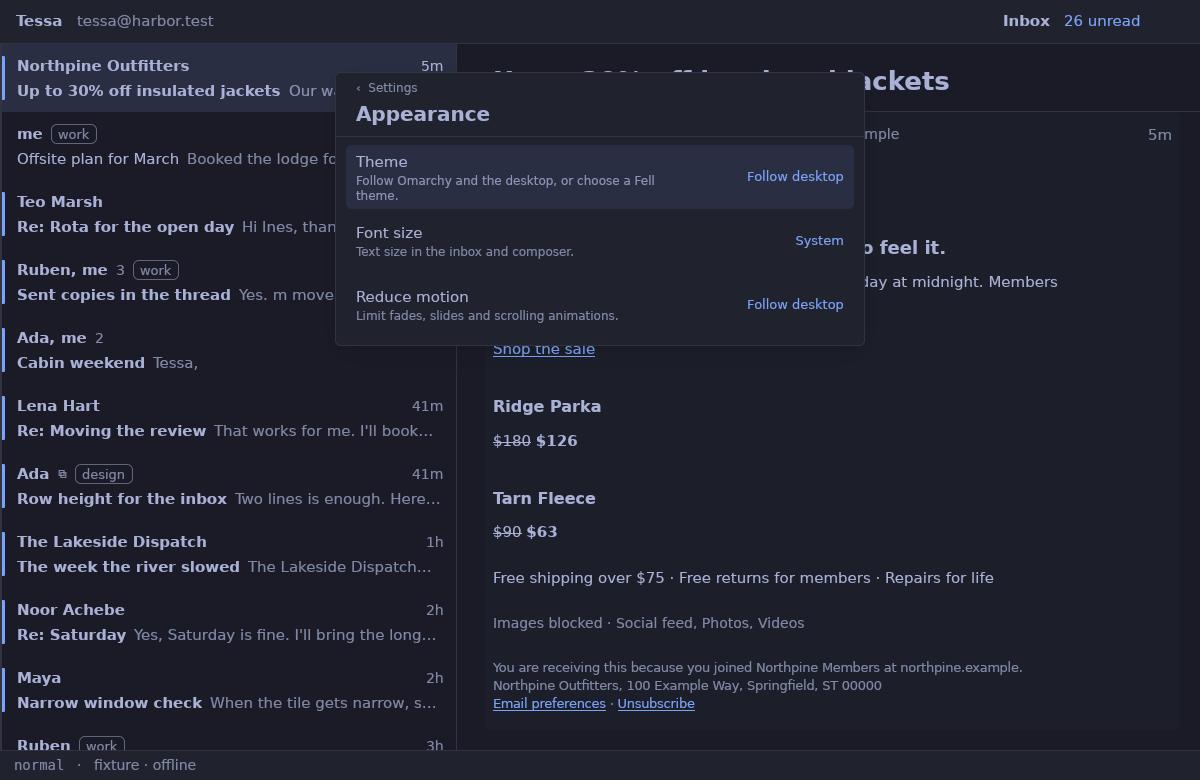 Tessa tessa@harbor.test
Inbox 26 unread
Northpine Outfitters 5m
Up to 30% off insulated jackets Our
me work
Offsite plan for March Booked the lodge
Teo Marsh
Re: Rota for the open day Hi Ines,
Ruben, me 3 work
Sent copies in the thread Yes. m move
Ada, me 2
Cabin weekend Tessa,
Lena Hart 41m
Re: Moving the review That works for me. I'll book…
Ada design 41m
Row height for the inbox Two lines is enough. Here…
The Lakeside Dispatch 1h
The week the river slowed The Lakeside Dispatch…
Noor Achebe 2h
Re: Saturday Yes, Saturday is fine. I'll bring the long…
Maya 2h
Narrow window check When the tile gets narrow, s…
Ruben work 3h
‹ Settings
Appearance
Theme
Follow Omarchy and the desktop, or choose a Fell
theme.
Follow desktop
Font size
Text size in the inbox and composer.
System
Reduce motion
Limit fades, slides and scrolling animations.
Follow desktop
5m
feel it.
at midnight. Members
Shop the sale
Ridge Parka
$180 $126
Tarn Fleece
$90 $63
Free shipping over $75 · Free returns for members · Repairs for life
Images blocked · Social feed, Photos, Videos
You are receiving this because you joined Northpine Members at northpine.example.
Northpine Outfitters, 100 Example Way, Springfield, ST 00000
Email preferences · Unsubscribe
normal · fixture · offline